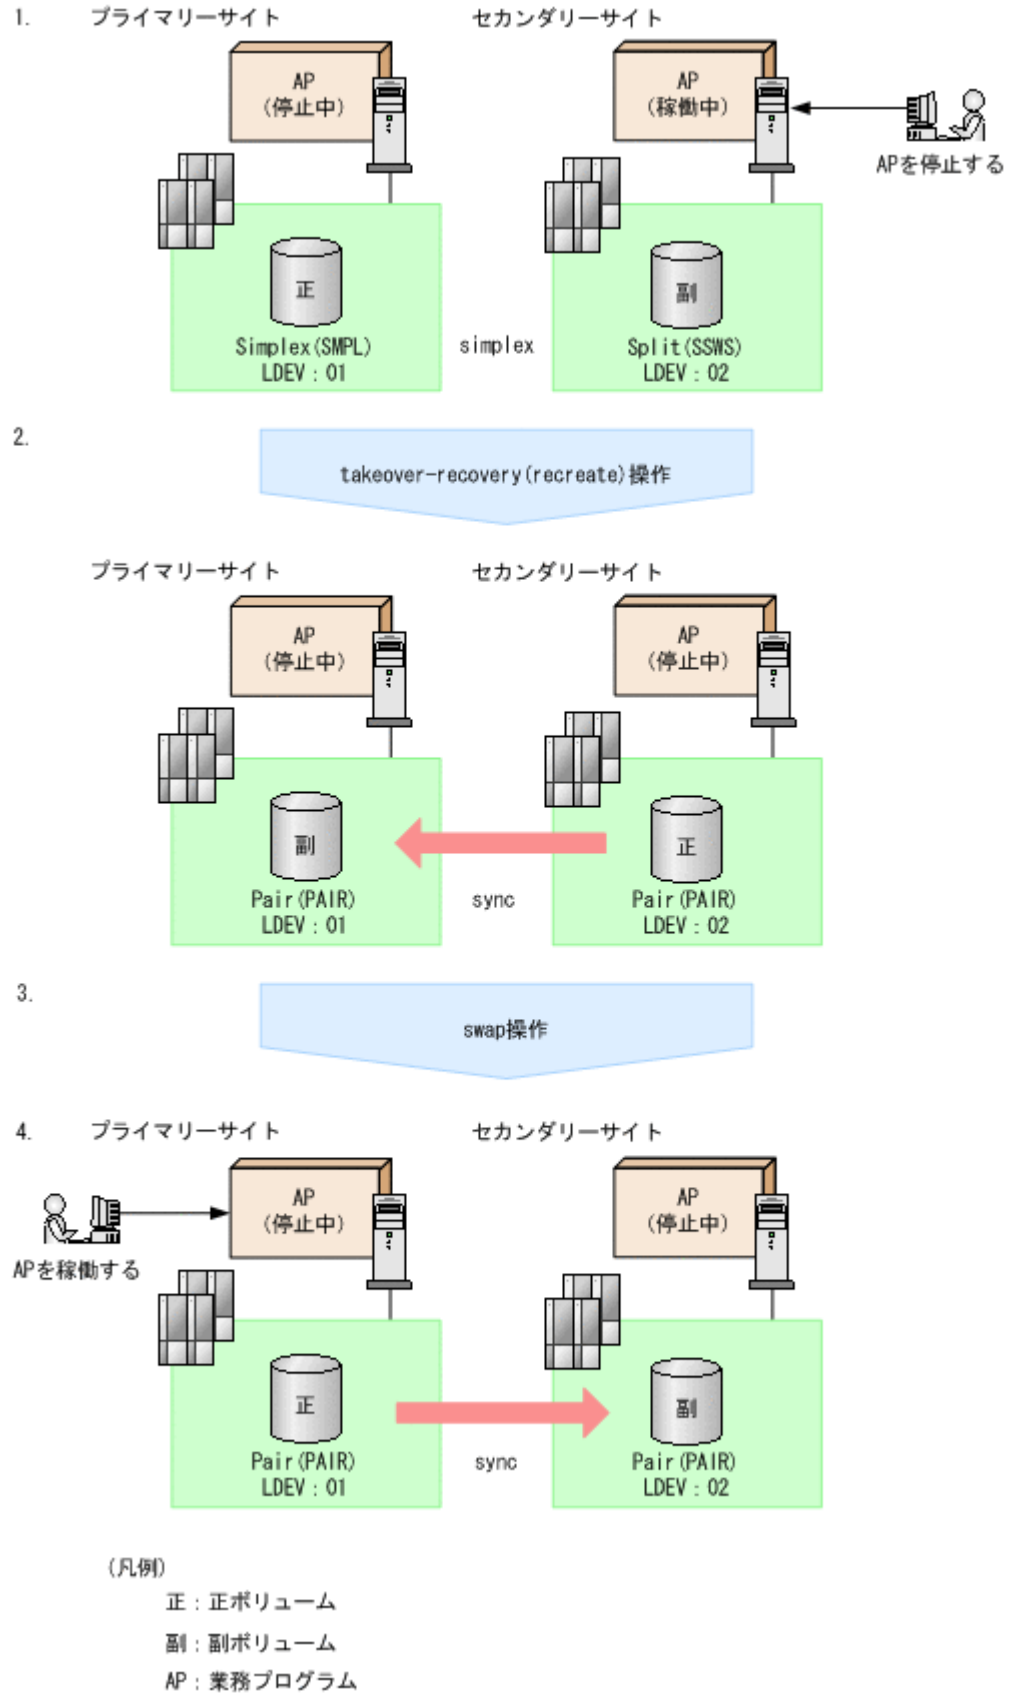 1. プライマリーサイト セカンダリーサイト
AP AP
(停止中) (稼働中)
APを停止する
正 副
Simplex(SMPL) simplex Split(SSWS)
LDEV：01 LDEV：02
2.
takeover-recovery(recreate)操作
プライマリーサイト セカンダリーサイト
AP AP
(停止中) (停止中)
副 正
Pair(PAIR) sync Pair(PAIR)
LDEV：01 LDEV：02
3.
swap操作
4. プライマリーサイト セカンダリーサイト
AP AP
(停止中) (停止中)
APを稼働する
正 副
Pair(PAIR) sync Pair(PAIR)
LDEV：01 LDEV：02
(凡例)
正：正ボリューム
副：副ボリューム
AP：業務プログラム